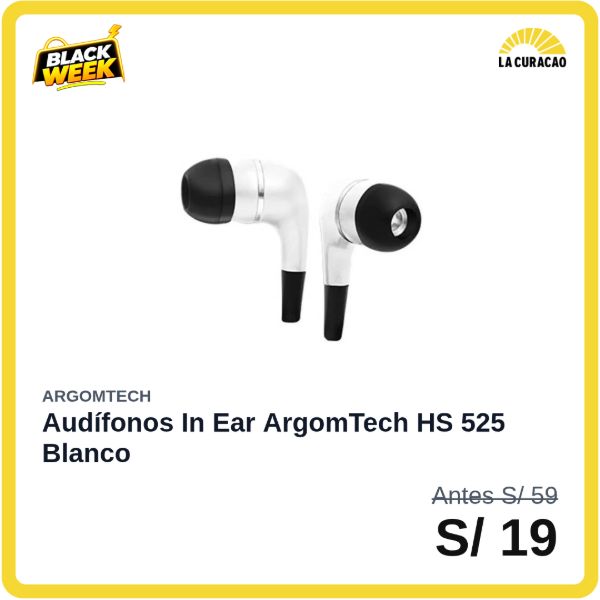 BLACK
WEEK
LA CURACAO
ARGOMTECH
Audífonos In Ear ArgomTech HS 525
Blanco
Antes S/ 59
S/ 19